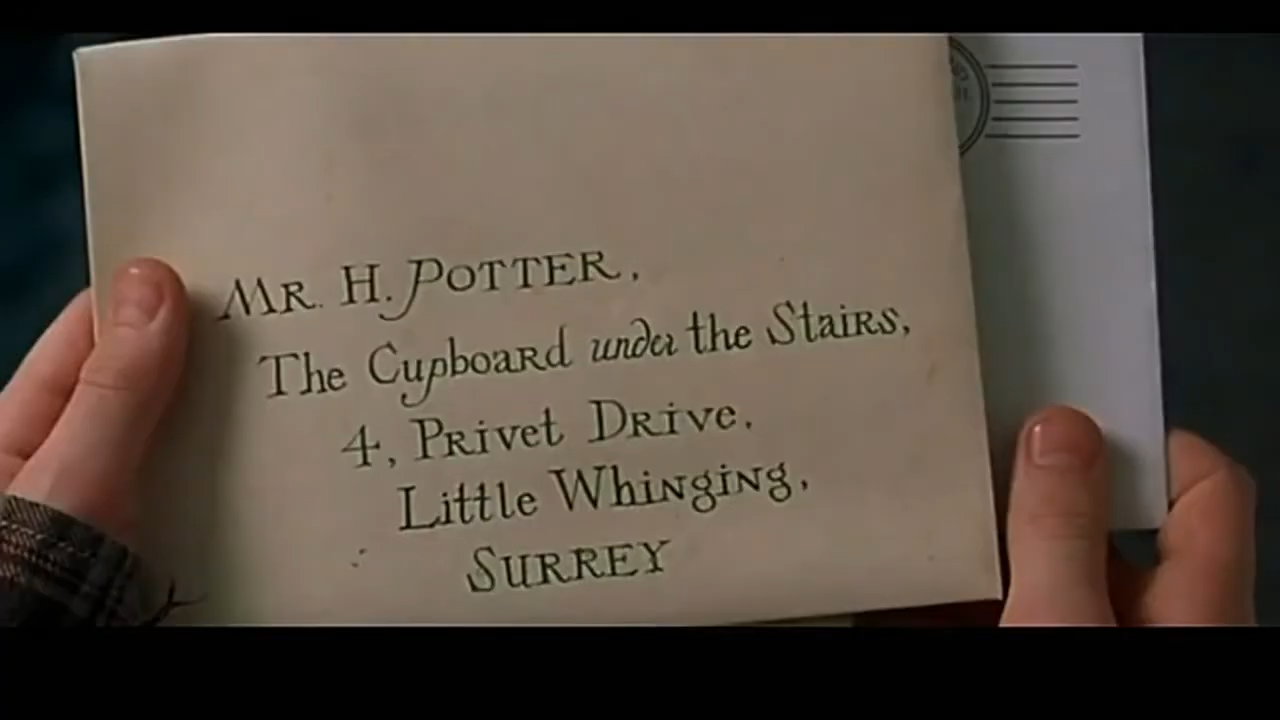 Mr. H. Potter,
The Cupboard under the Stairs,
4, Privet Drive,
Little Whinging,
SURREY